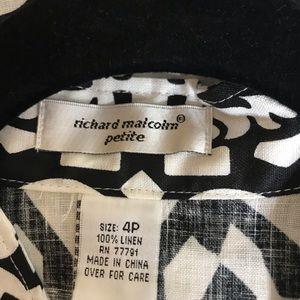 richard malcolm®
petite
SIZE: 4P
100% LINEN
RN 77791
MADE IN CHINA
OVER FOR CARE